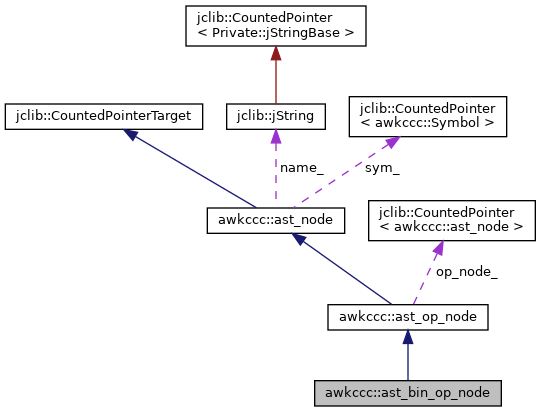 jclib::CountedPointer
< Private::jStringBase >
jclib::CountedPointerTarget
jclib::jString
jclib::CountedPointer
< awkccc::Symbol >
name_
sym_
awkccc::ast_node
jclib::CountedPointer
< awkccc::ast_node >
op_node_
awkccc::ast_op_node
awkccc::ast_bin_op_node